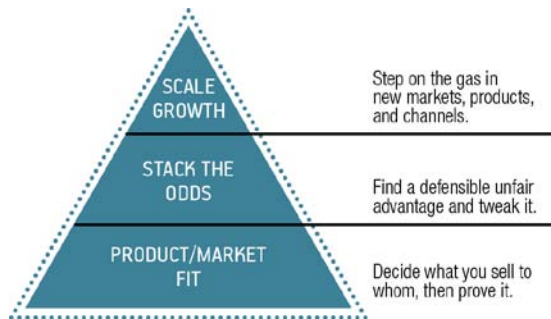 SCALE
GROWTH
Step on the gas in
new markets, products,
and channels.
STACK THE
ODDS
Find a defensible unfair
advantage and tweak it.
PRODUCT/MARKET
FIT
Decide what you sell to
whom, then prove it.